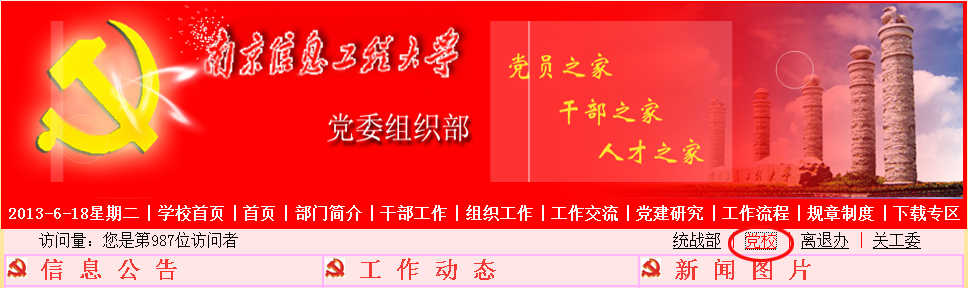 南京信息工程大学
党委组织部
党员之家
干部之家
人才之家
2013-6-18星期二 | 学校首页 | 首页 | 部门简介 | 干部工作 | 组织工作 | 工作交流 | 党建研究 | 工作流程 | 规章制度 | 下载专区
访问量: 您是第987位访问者
统战部 | 党校 | 离退办 | 关工委
信息公告 工作动态 新闻图片